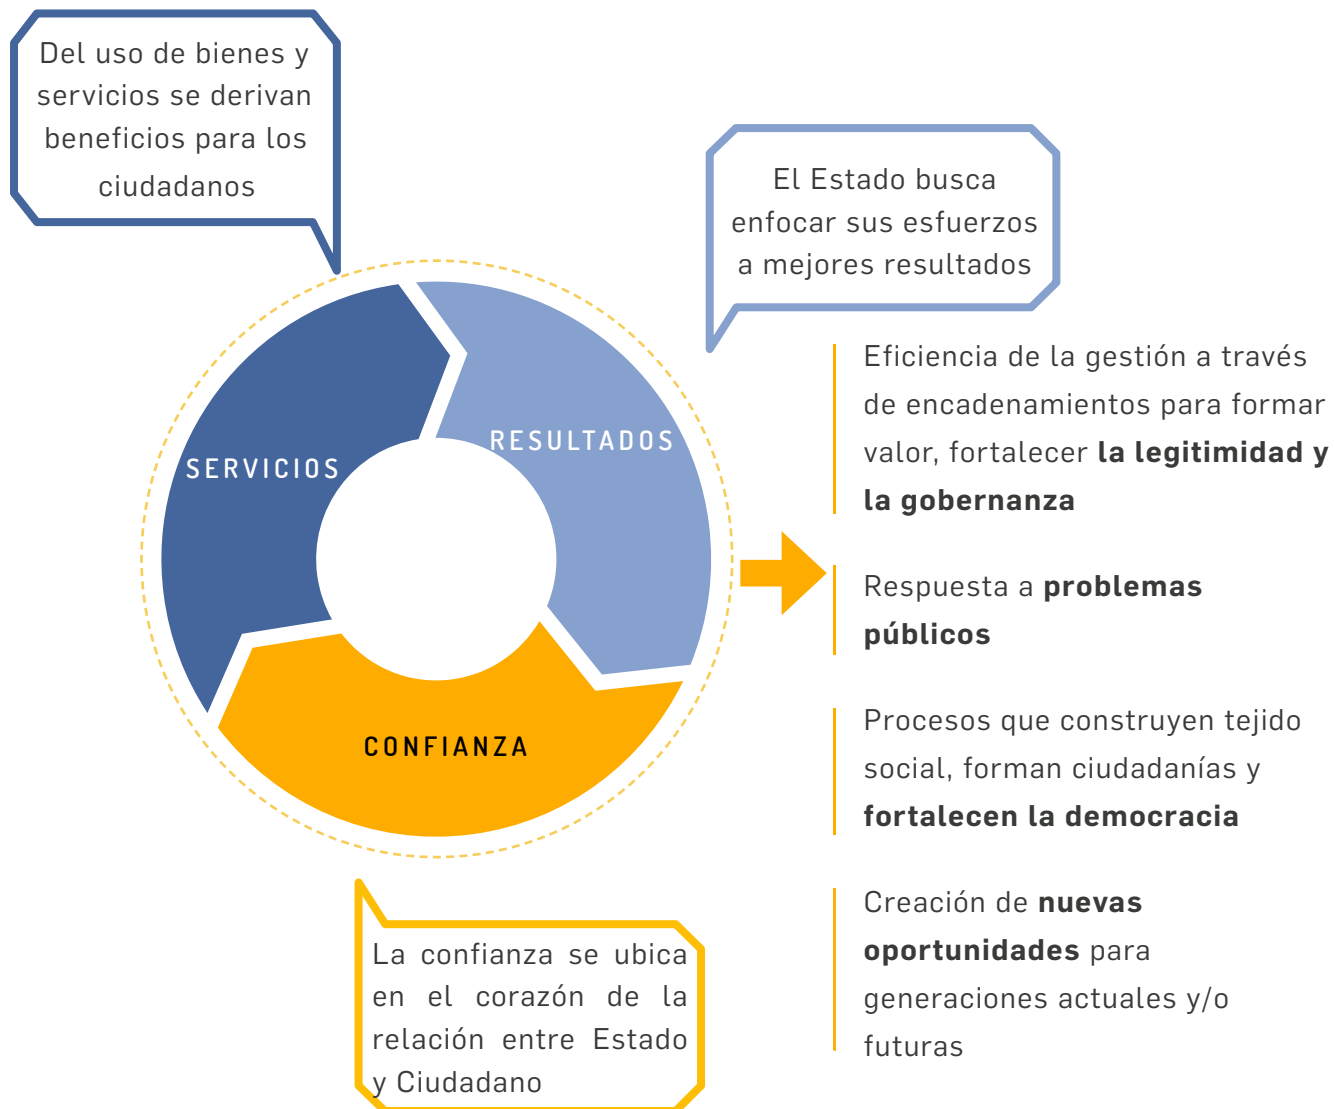 Del uso de bienes y
servicios se derivan
beneficios para los
ciudadanos
El Estado busca
enfocar sus esfuerzos
a mejores resultados
SERVICIOS
RESULTADOS
CONFIANZA
La confianza se ubica
en el corazón de la
relación entre Estado
y Ciudadano
Eficiencia de la gestión a través
de encadenamientos para formar
valor, fortalecer la legitimidad y
la gobernanza
Respuesta a problemas
públicos
Procesos que construyen tejido
social, forman ciudadanías y
fortalecen la democracia
Creación de nuevas
oportunidades para
generaciones actuales y/o
futuras